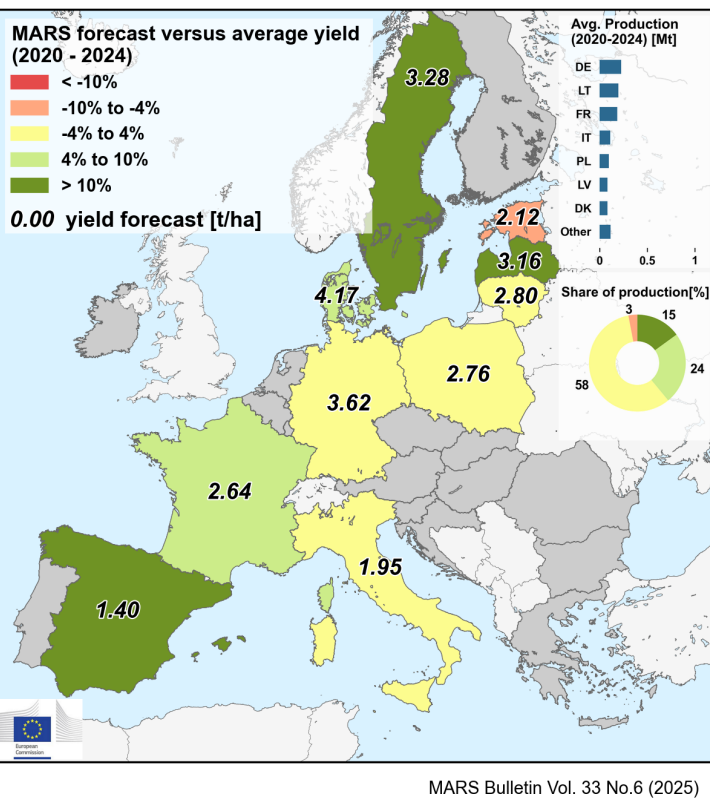 MARS forecast versus average yield
(2020 - 2024)
< -10%
-10% to -4%
-4% to 4%
4% to 10%
> 10%
0.00 yield forecast [t/ha]
Avg. Production
(2020-2024) [Mt]
DE
LT
FR
IT
PL
LV
DK
Other
0 0.5 1
Share of production[%]
3
15
24
58
3.28
2.12
3.16
2.80
4.17
3.62
2.76
2.64
1.95
1.40
European
Commission
MARS Bulletin Vol. 33 No.6 (2025)